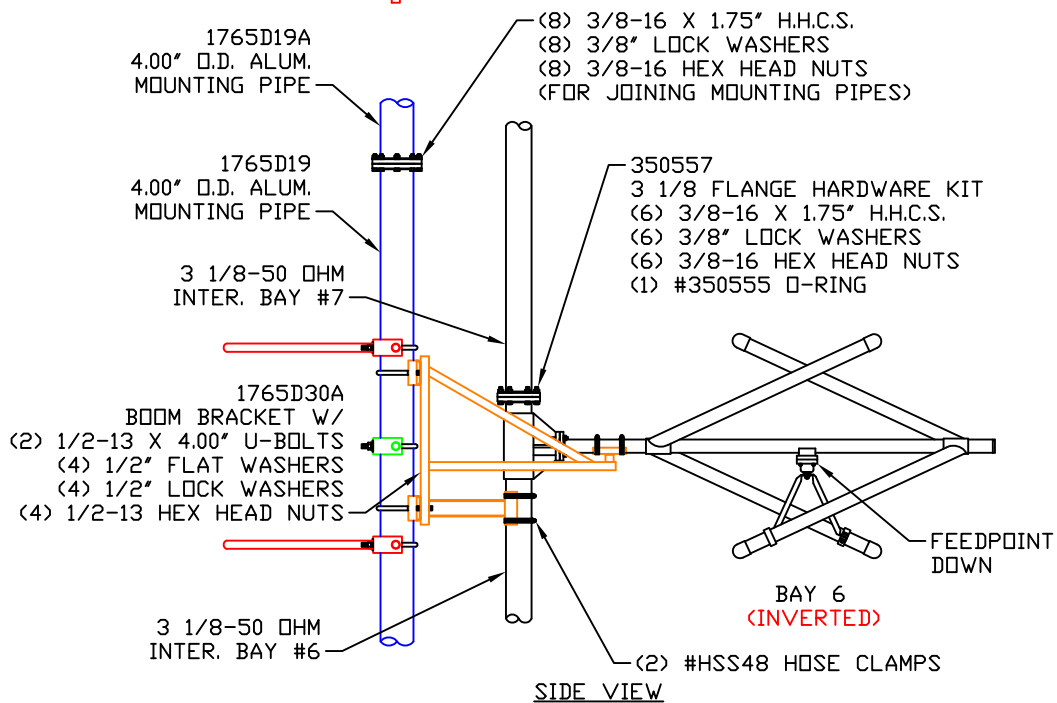 1765D19A
4.00" O.D. ALUM.
MOUNTING PIPE
(8) 3/8-16 X 1.75" H.H.C.S.
(8) 3/8" LOCK WASHERS
(8) 3/8-16 HEX HEAD NUTS
(FOR JOINING MOUNTING PIPES)
1765D19
4.00" O.D. ALUM.
MOUNTING PIPE
350557
3 1/8 FLANGE HARDWARE KIT
(6) 3/8-16 X 1.75" H.H.C.S.
(6) 3/8" LOCK WASHERS
(6) 3/8-16 HEX HEAD NUTS
(1) #350555 O-RING
3 1/8-50 OHM
INTER. BAY #7
1765D30A
BOOM BRACKET W/
(2) 1/2-13 X 4.00" U-BOLTS
(4) 1/2" FLAT WASHERS
(4) 1/2" LOCK WASHERS
(4) 1/2-13 HEX HEAD NUTS
FEEDPOINT
DOWN
BAY 6
(INVERTED)
3 1/8-50 OHM
INTER. BAY #6
(2) #HSS48 HOSE CLAMPS
SIDE VIEW